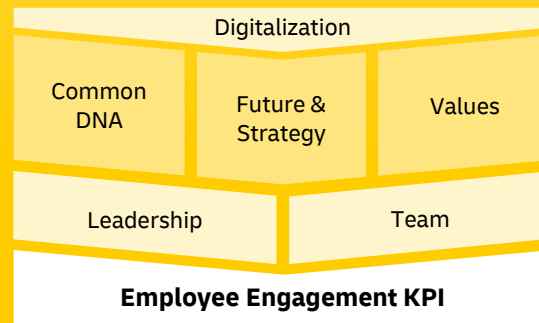 Digitalization
Common
DNA
Future &
Strategy
Values
Leadership
Team
Employee Engagement KPI